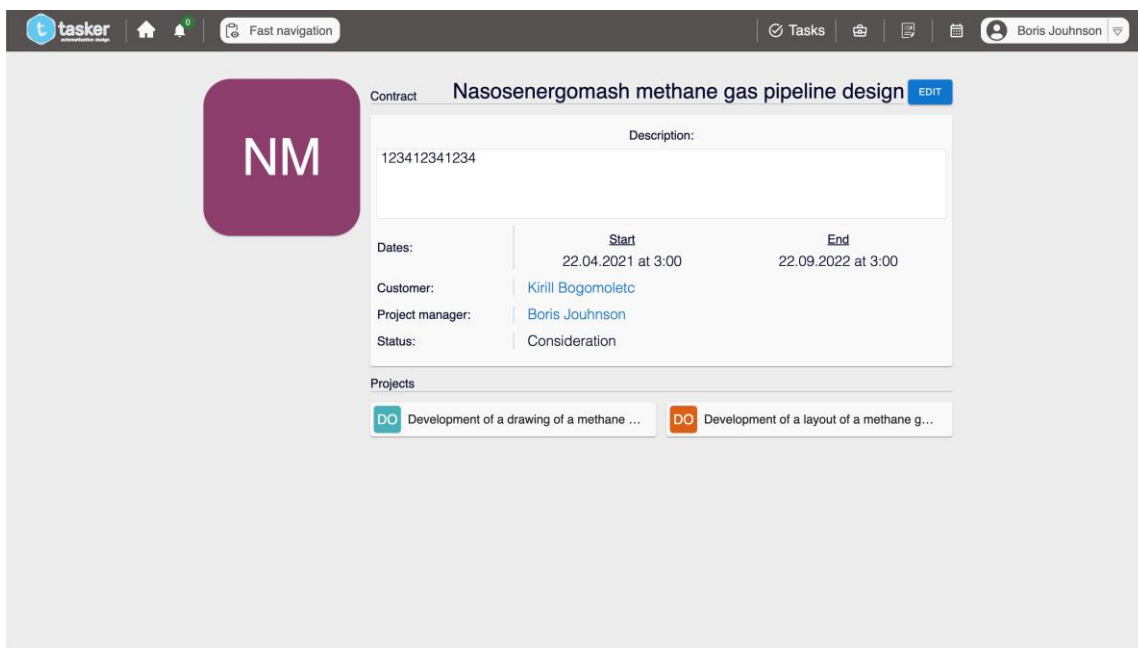 t tasker
automatization design
0
Fast navigation
Tasks
Boris Jouhnson
NM
Contract Nasosenergomash methane gas pipeline design EDIT
Description:
123412341234
Dates:
Start End
22.04.2021 at 3:00 22.09.2022 at 3:00
Customer: Kirill Bogomoletc
Project manager: Boris Jouhnson
Status: Consideration
Projects
DO Development of a drawing of a methane ...
DO Development of a layout of a methane g...